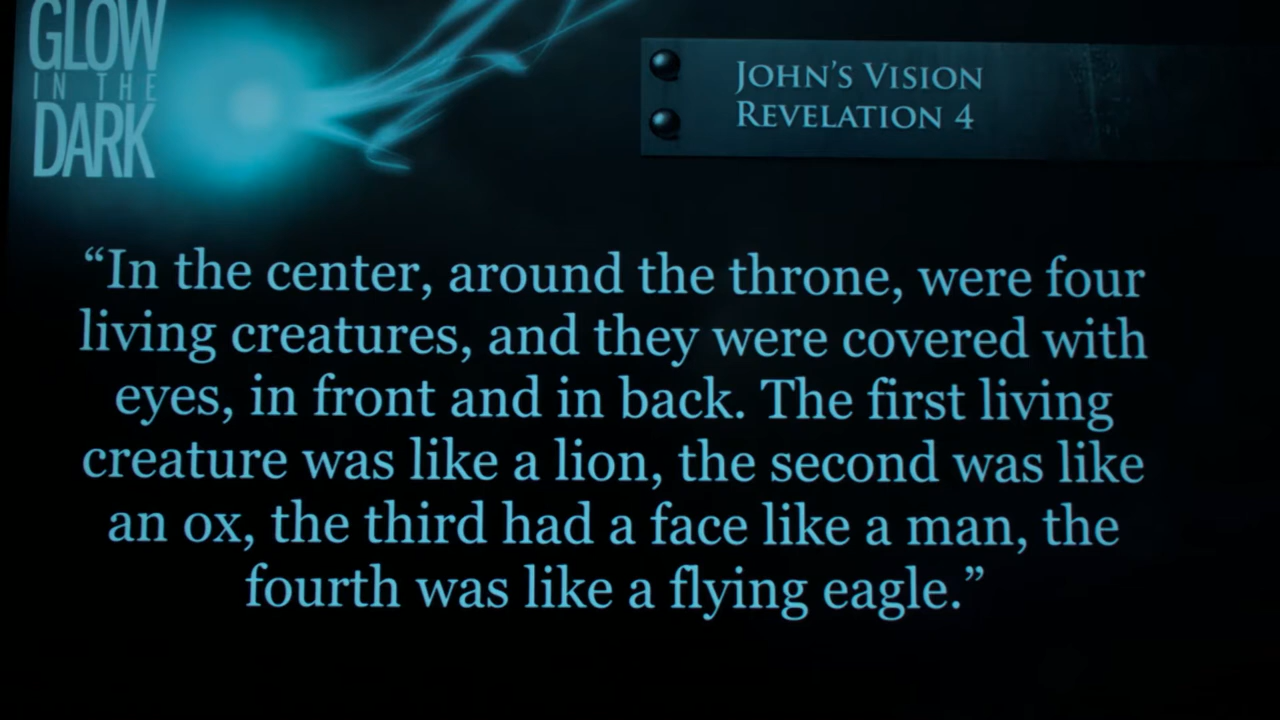 GLOW
IN THE
DARK
JOHN'S VISION
REVELATION 4
“In the center, around the throne, were four
living creatures, and they were covered with
eyes, in front and in back. The first living
creature was like a lion, the second was like
an ox, the third had a face like a man, the
fourth was like a flying eagle.”